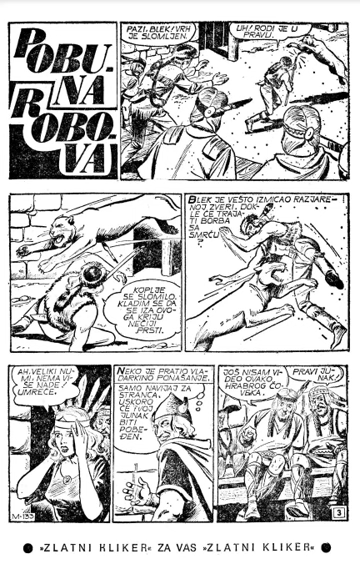 POBU-
NA
ROBO-
VA
PAZI, BLEK! VRH
JE SLOMLJEN.
UH! RODI JE U
PRAVU.
KOPLJE
SE SLOMILO.
KLADIM SE DA
SE IZA OVO-
GA KRIJU
NEČIJI
PRSTI.
BLEK JE VEŠTO IZMICAO RAZJARE-
NOJ ZVERI. DOK-
LE ĆE TRAJA-
TI BORBA
SA
SMRĆU
?
AH, VELIKI NU-
MI, NEMA VI-
ŠE NADE!
UMREĆE.
NEKO JE PRATIO VLA-
DARKINO PONAŠANJE.
SAMO NAVIJAJ ZA
STRANCA.
USKORO
ĆE TVOJ
JUNAK
BITI
POBE-
ĐEN.
JOŠ NISAM VI-
DEO OVAKO
HRABROG ČO-
VEKA.
PRAVI JU-
NAK.
M-133
3
● »ZLATNI KLIKER« ZA VAS »ZLATNI KLIKER« ●